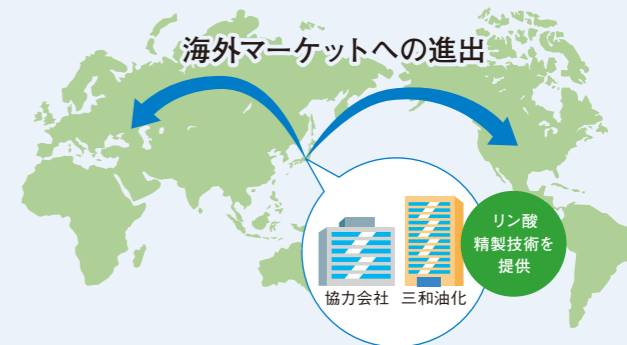 海外マーケットへの進出
リン酸
精製技術を
提供
協力会社 三和油化